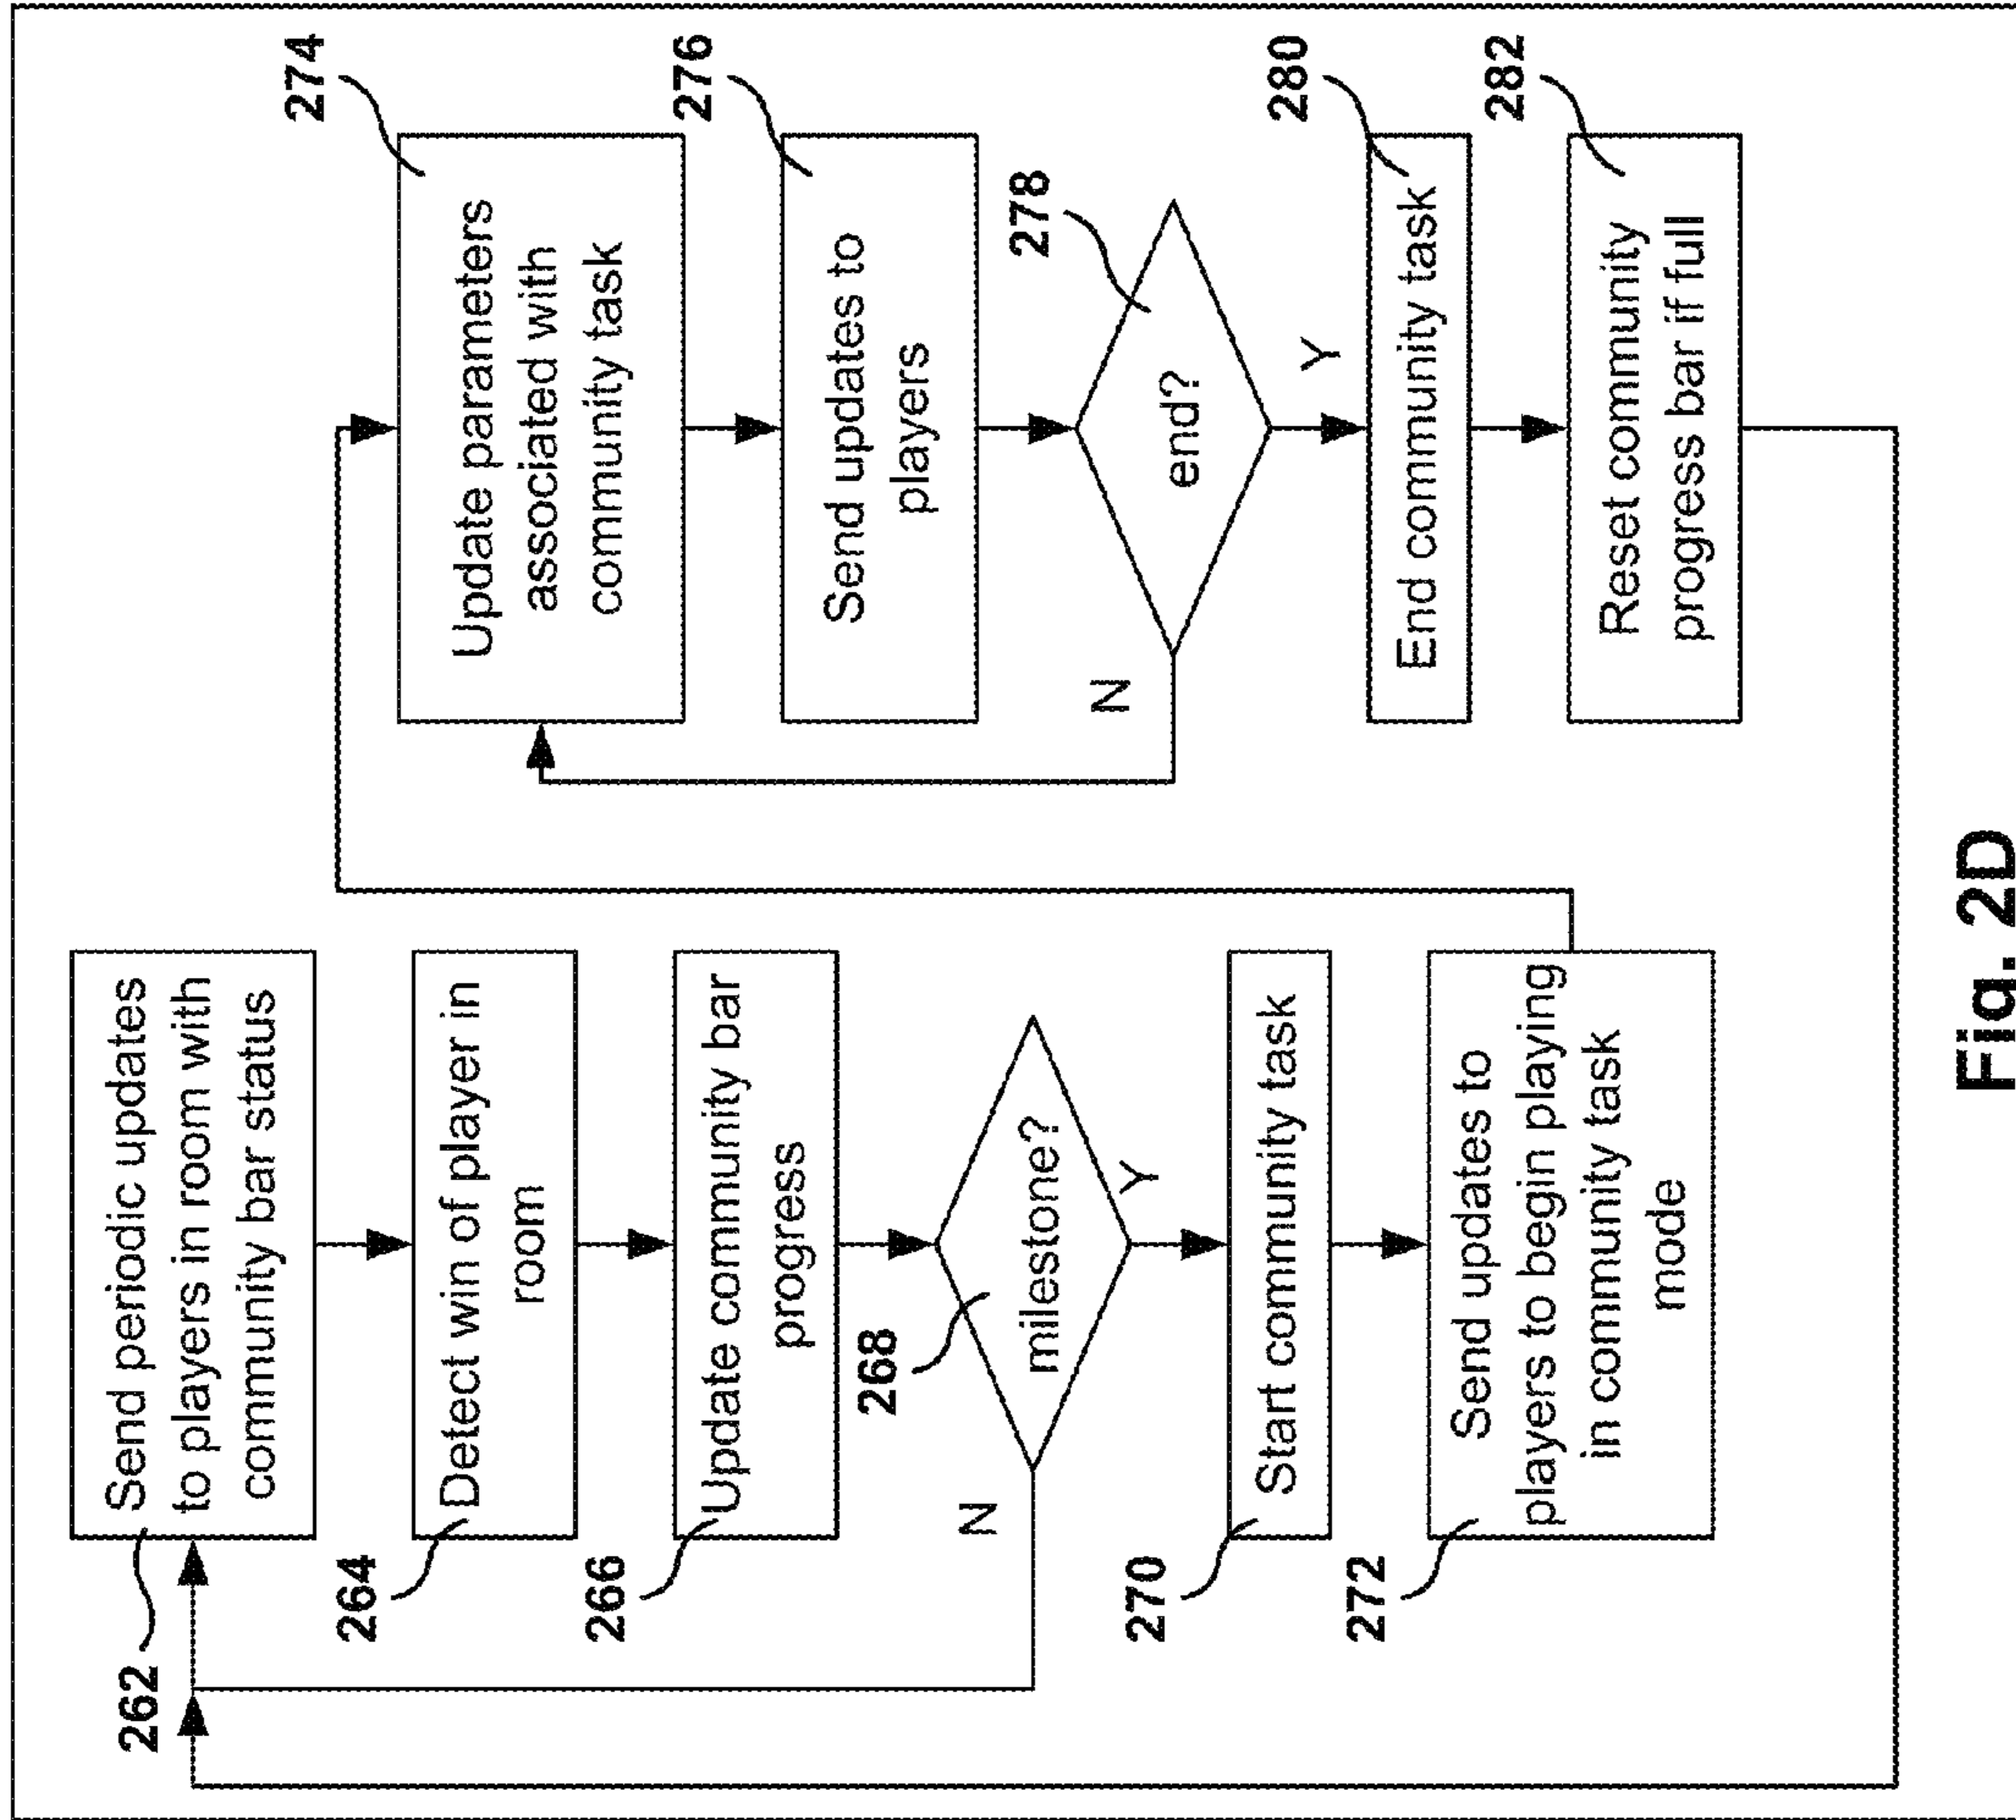 262
Send periodic updates
to players in room with
community bar status
264
Detect win of player in
room
266
Update community bar
progress
268
milestone?
N
Y
270
Start community task
272
Send updates to
players to begin playing
in community task
mode
274
Update parameters
associated with
community task
276
Send updates to
players
278
end?
N
Y
280
End community task
282
Reset community
progress bar if full
Fig. 2D